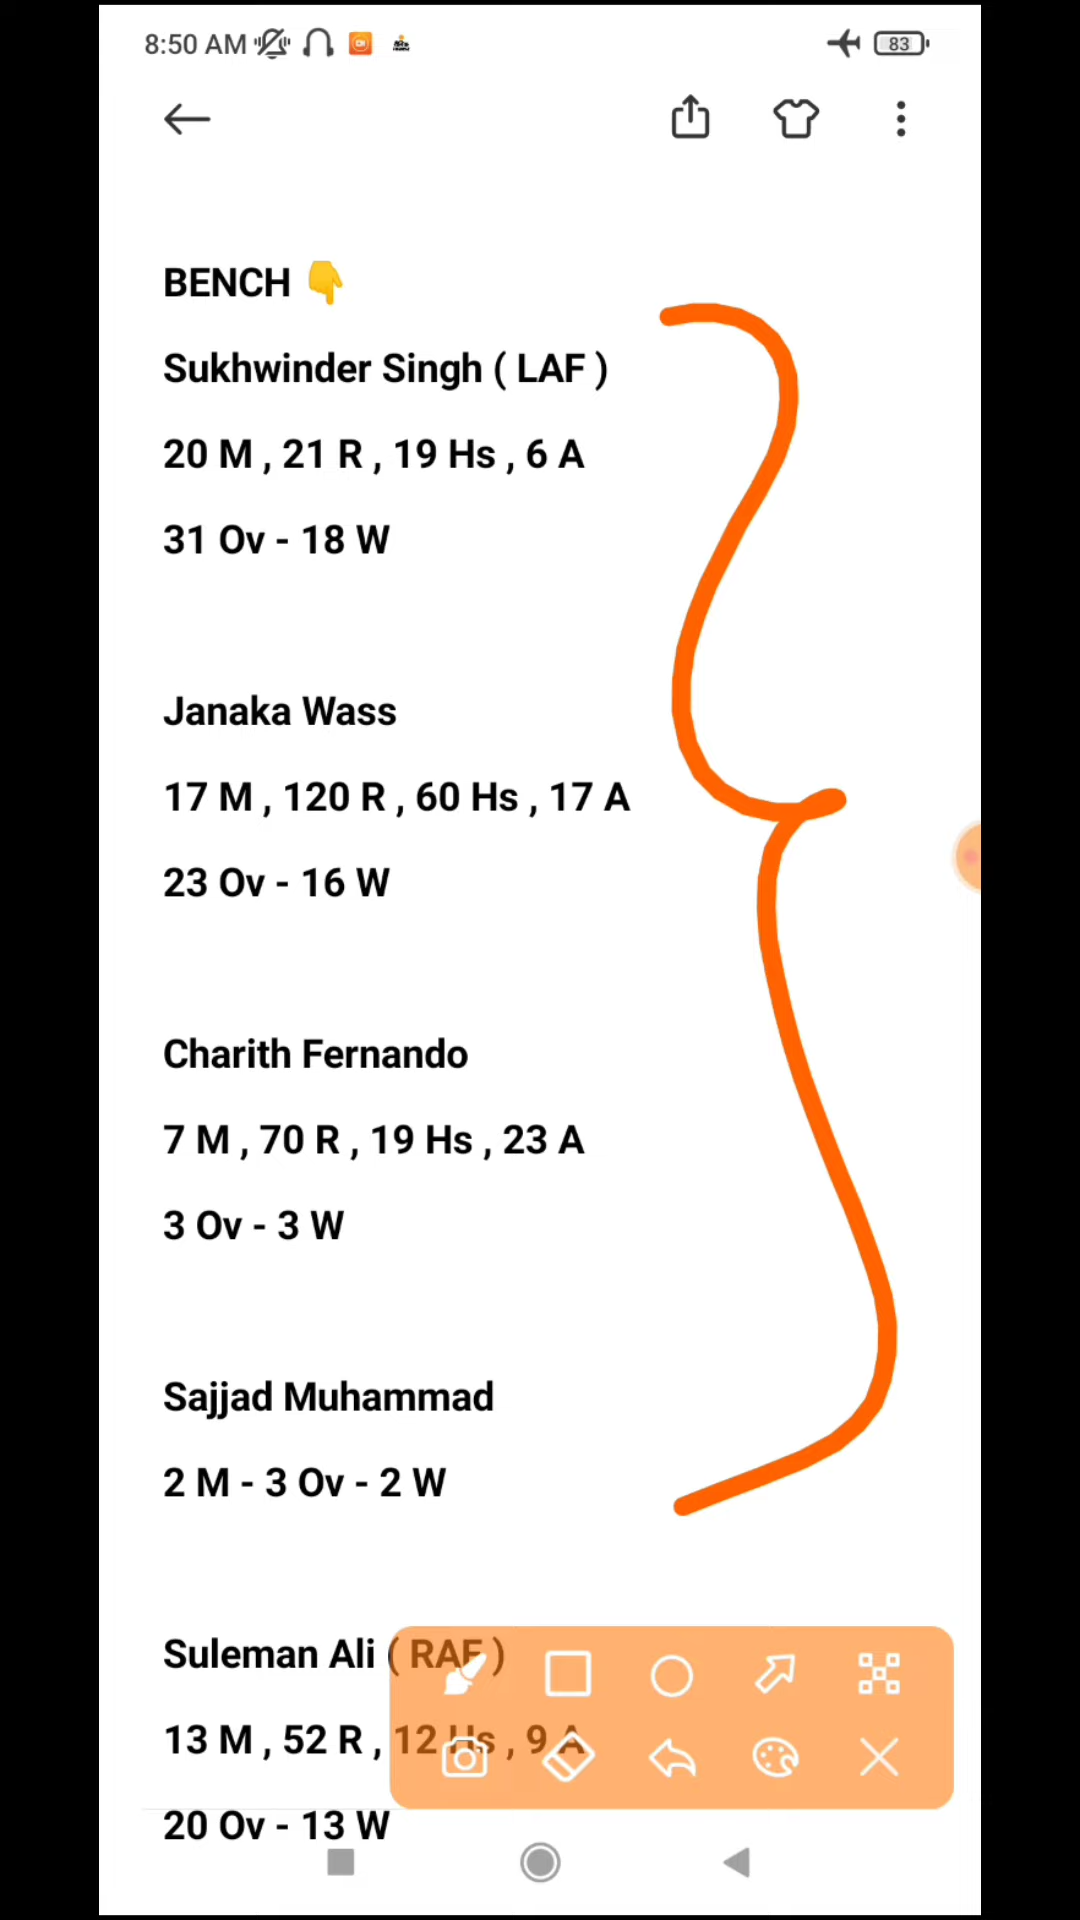 8:50 AM
83
BENCH 👇
Sukhwinder Singh ( LAF )
20 M , 21 R , 19 Hs , 6 A
31 Ov - 18 W
Janaka Wass
17 M , 120 R , 60 Hs , 17 A
23 Ov - 16 W
Charith Fernando
7 M , 70 R , 19 Hs , 23 A
3 Ov - 3 W
Sajjad Muhammad
2 M - 3 Ov - 2 W
Suleman Ali ( RAF )
13 M , 52 R , 12 Hs , 9 A
20 Ov - 13 W